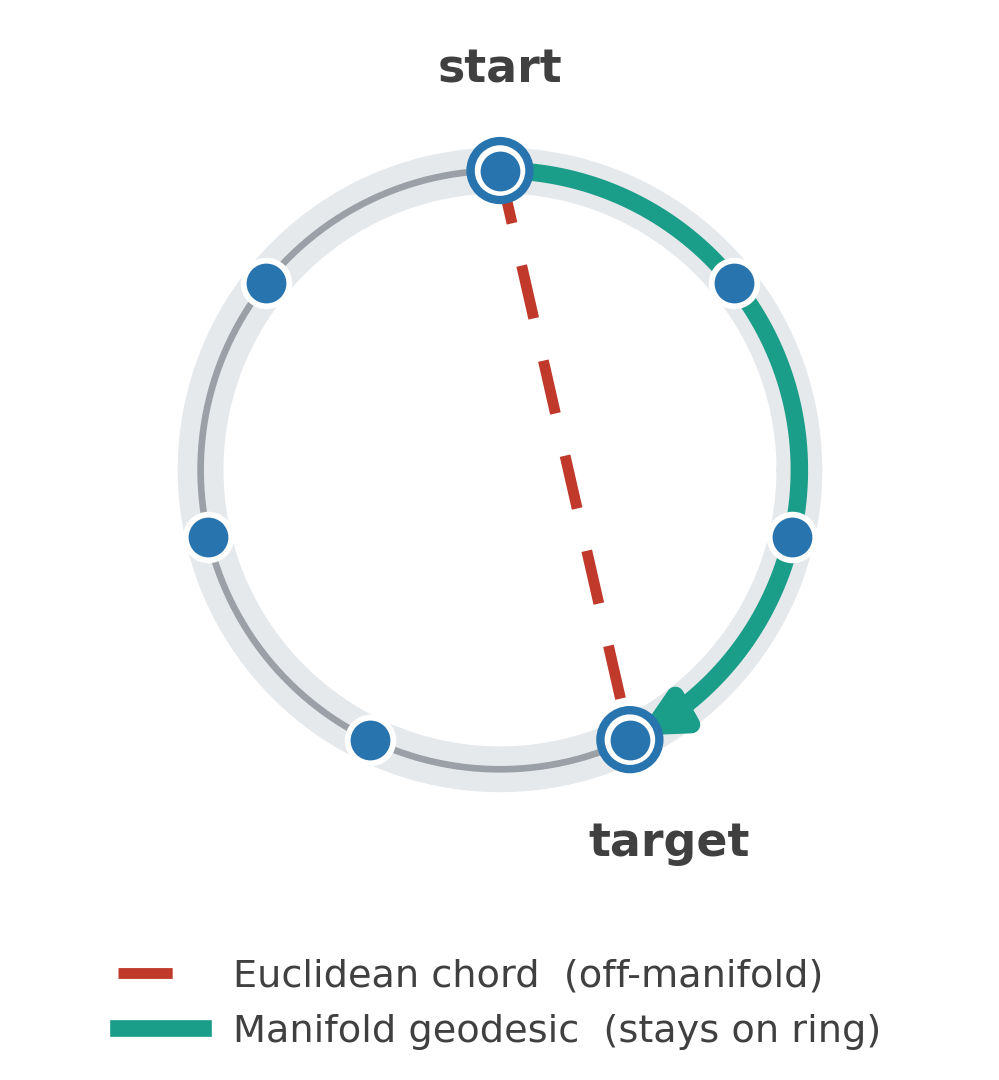 start
target
Euclidean chord  (off-manifold)
Manifold geodesic  (stays on ring)